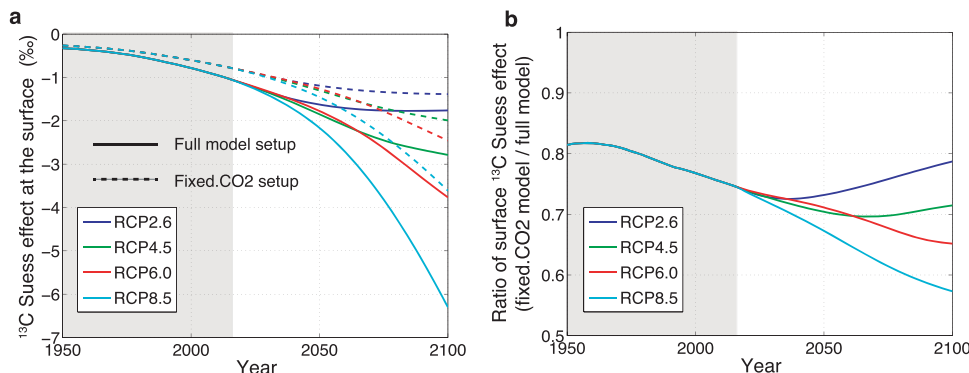 a
¹³C Suess effect at the surface (‰)
0
−1
−2
−3
−4
−5
−6
−7
Full model setup
Fixed.CO2 setup
RCP2.6
RCP4.5
RCP6.0
RCP8.5
1950
2000
2050
2100
Year
b
Ratio of surface ¹³C Suess effect
(fixed.CO2 model / full model)
1
0.9
0.8
0.7
0.6
0.5
RCP2.6
RCP4.5
RCP6.0
RCP8.5
1950
2000
2050
2100
Year